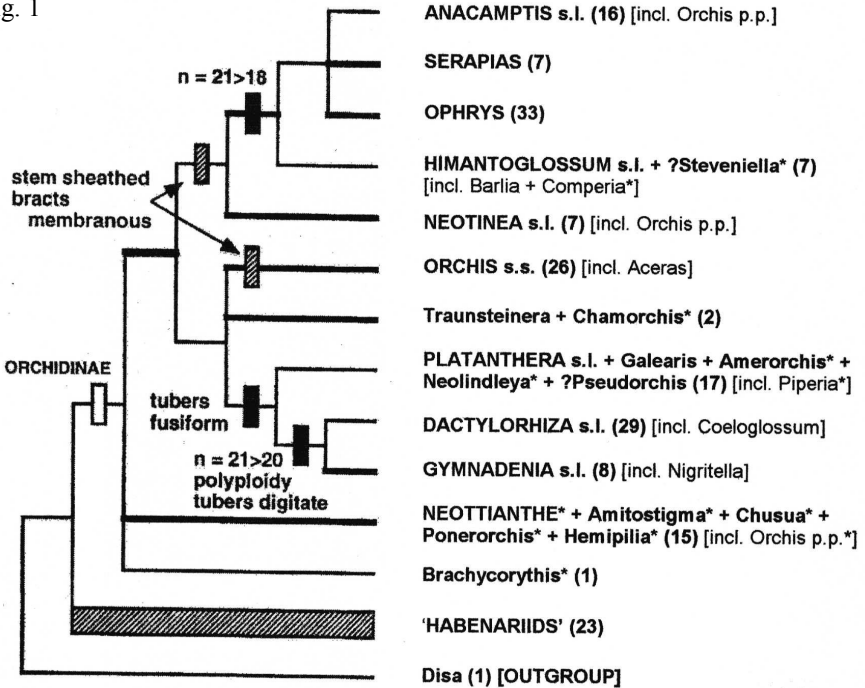 g. 1
ANACAMPTIS s.l. (16) [incl. Orchis p.p.]
SERAPIAS (7)
n = 21>18
OPHRYS (33)
HIMANTOGLOSSUM s.l. + ?Steveniella* (7)
[incl. Barlia + Comperia*]
stem sheathed
bracts
membranous
NEOTINEA s.l. (7) [incl. Orchis p.p.]
ORCHIS s.s. (26) [incl. Aceras]
Traunsteinera + Chamorchis* (2)
ORCHIDINAE
PLATANTHERA s.l. + Galearis + Amerorchis* +
Neolindleya* + ?Pseudorchis (17) [incl. Piperia*]
tubers
fusiform
DACTYLORHIZA s.l. (29) [incl. Coeloglossum]
n = 21>20
polyploidy
tubers digitate
GYMNADENIA s.l. (8) [incl. Nigritella]
NEOTTIANTHE* + Amitostigma* + Chusua* +
Ponerorchis* + Hemipilia* (15) [incl. Orchis p.p.*]
Brachycorythis* (1)
'HABENARIIDS' (23)
Disa (1) [OUTGROUP]